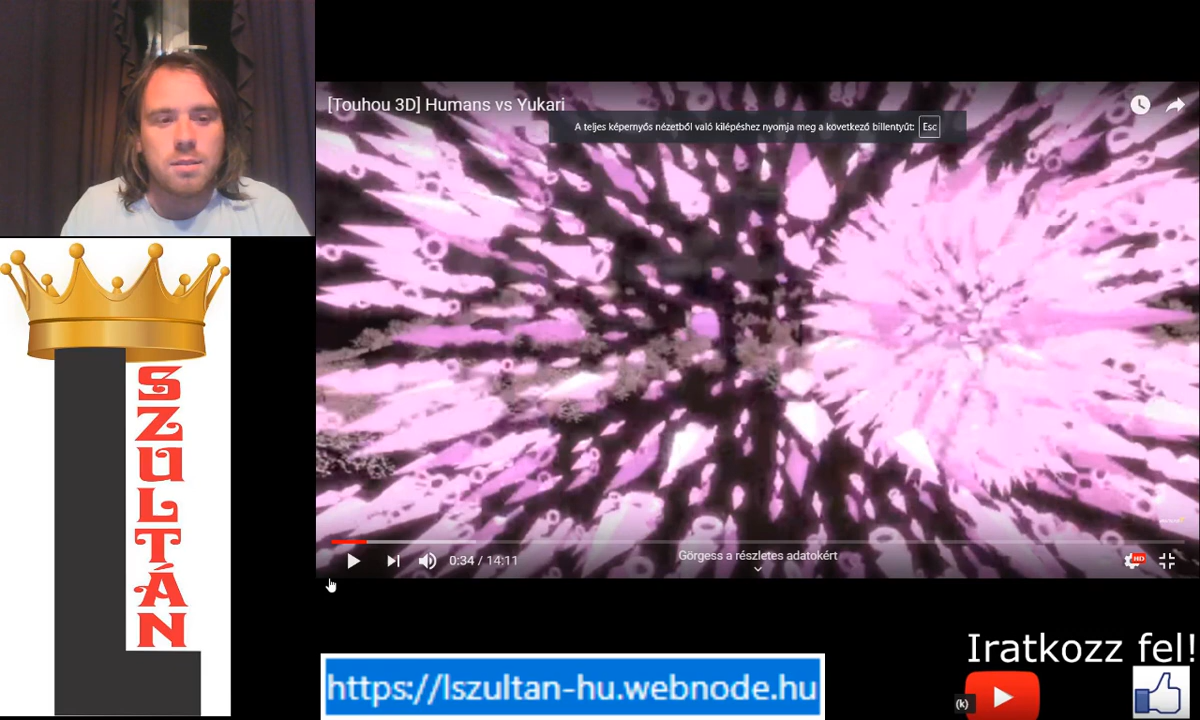 [Touhou 3D] Humans vs Yukari
A teljes képernyős nézetből való kilépéshez nyomja meg a következő billentyűt: Esc
L
SZULTÁN
0:34 / 14:11
Görgess a részletes adatokért
HD
https://lszultan-hu.webnode.hu
Iratkozz fel!
(k)